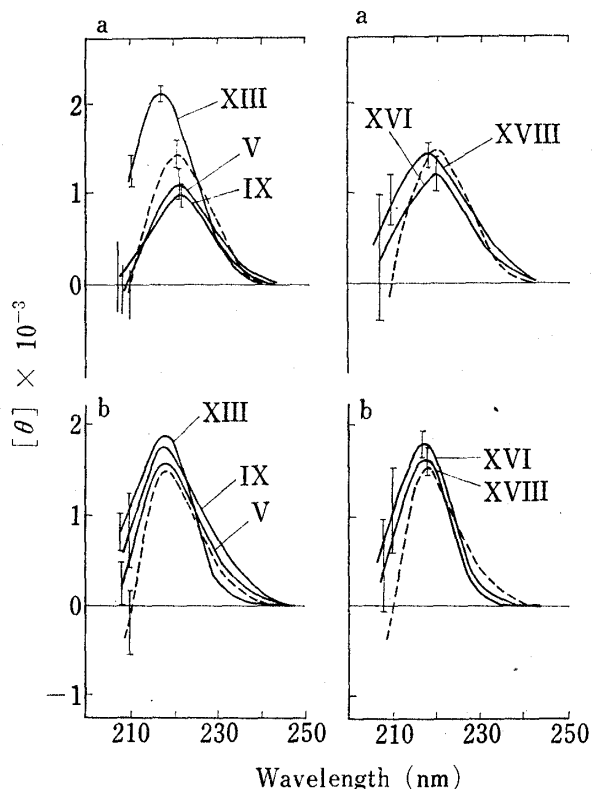 a
a
XIII
V
IX
XVI
XVIII
2
1
0
[θ] × 10⁻³
b
b
XIII
IX
V
XVI
XVIII
2
1
0
−1
210 230 250
210 230 250
Wavelength (nm)